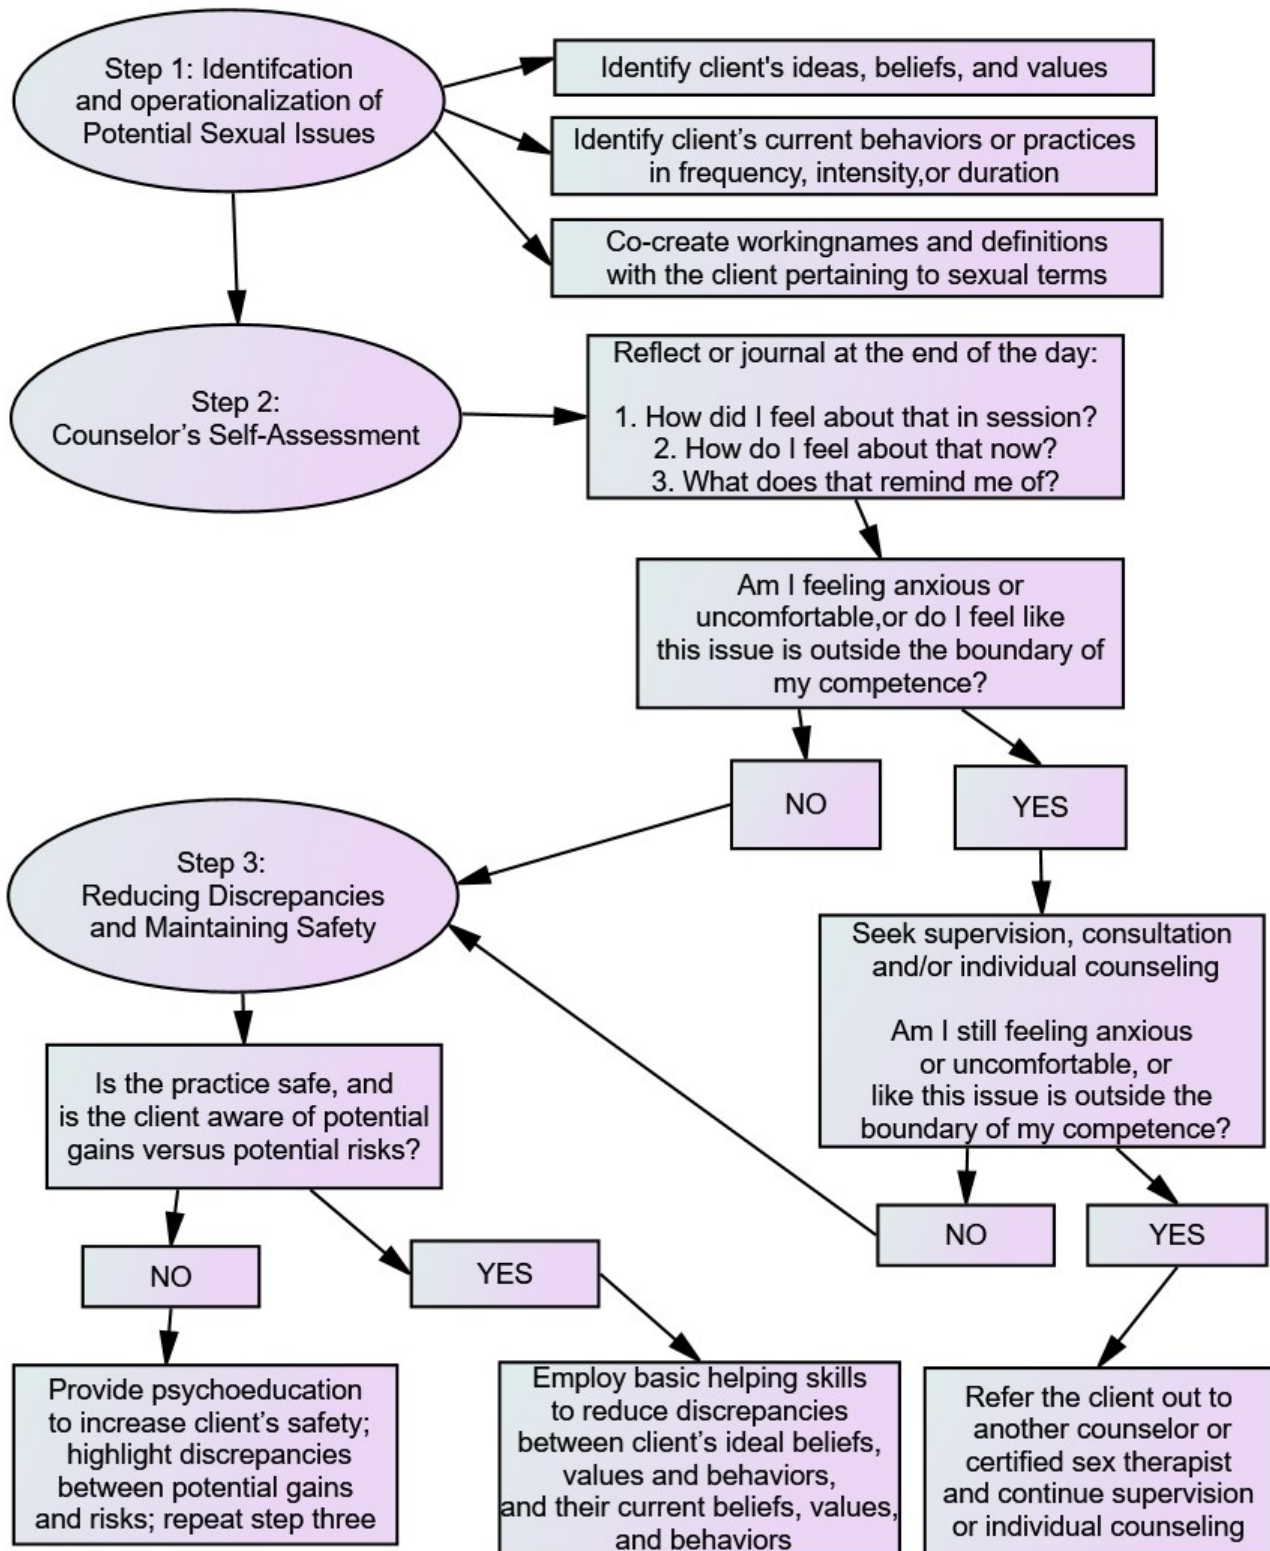 Step 1: Identifcation
and operationalization of
Potential Sexual Issues
Identify client's ideas, beliefs, and values
Identify client’s current behaviors or practices
in frequency, intensity,or duration
Co-create workingnames and definitions
with the client pertaining to sexual terms
Step 2:
Counselor’s Self-Assessment
Reflect or journal at the end of the day:
1. How did I feel about that in session?
2. How do I feel about that now?
3. What does that remind me of?
Am I feeling anxious or
uncomfortable,or do I feel like
this issue is outside the boundary of
my competence?
NO
YES
Step 3:
Reducing Discrepancies
and Maintaining Safety
Seek supervision, consultation
and/or individual counseling
Am I still feeling anxious
or uncomfortable, or
like this issue is outside the
boundary of my competence?
Is the practice safe, and
is the client aware of potential
gains versus potential risks?
NO
YES
NO
YES
Provide psychoeducation
to increase client’s safety;
highlight discrepancies
between potential gains
and risks; repeat step three
Employ basic helping skills
to reduce discrepancies
between client’s ideal beliefs,
values and behaviors,
and their current beliefs, values,
and behaviors
Refer the client out to
another counselor or
certified sex therapist
and continue supervision
or individual counseling